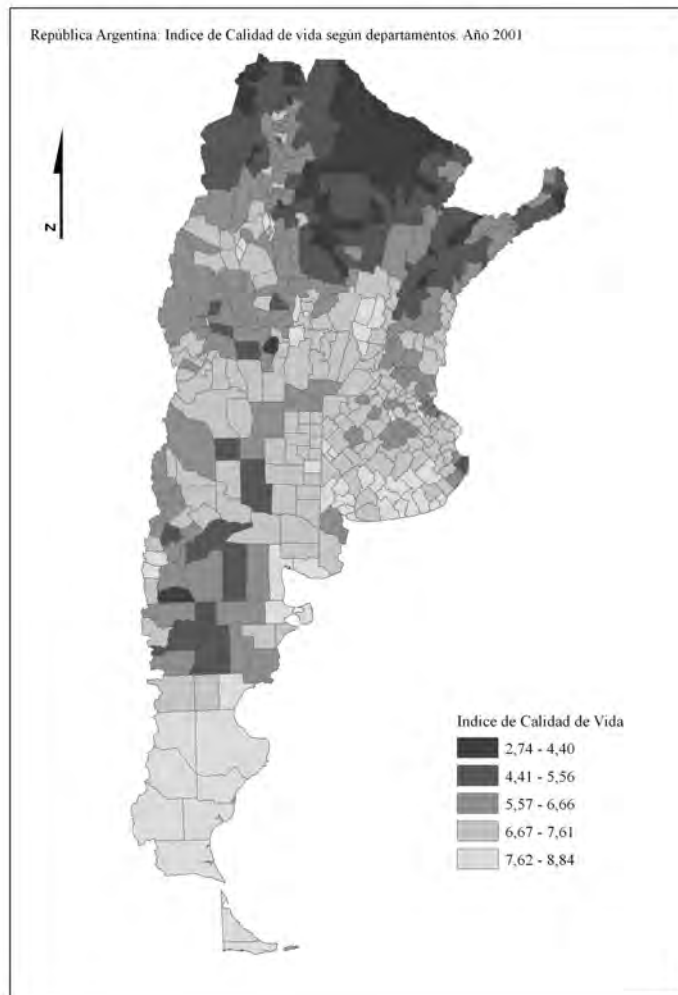 República Argentina: Indice de Calidad de vida según departamentos. Año 2001
N
Indice de Calidad de Vida
2,74 - 4,40
4,41 - 5,56
5,57 - 6,66
6,67 - 7,61
7,62 - 8,84